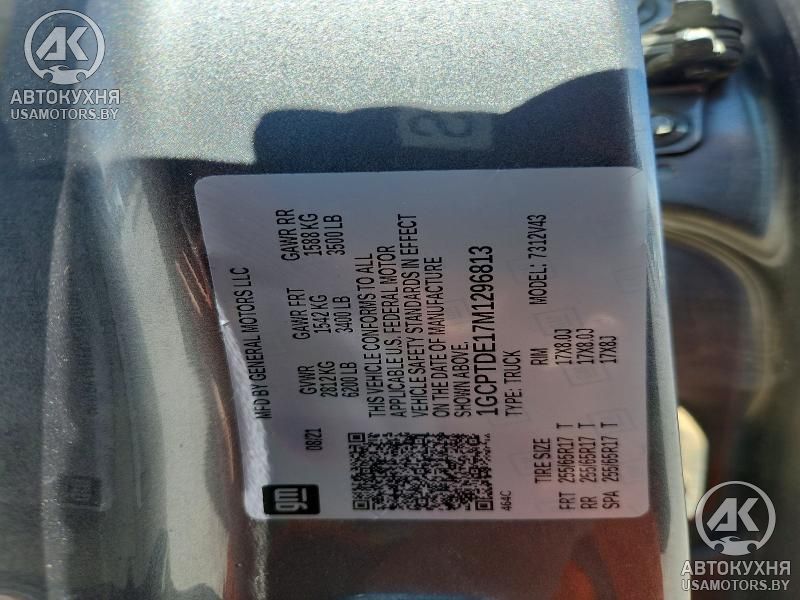 АК
АВТОКУХНЯ
USAMOTORS.BY
MFD BY GENERAL MOTORS LLC
08/21 GVWR GAWR FRT GAWR RR
2812 KG 1542 KG 1588 KG
6200 LB 3400 LB 3500 LB
THIS VEHICLE CONFORMS TO ALL
APPLICABLE U.S. FEDERAL MOTOR
VEHICLE SAFETY STANDARDS IN EFFECT
ON THE DATE OF MANUFACTURE
SHOWN ABOVE.
1GCPTDE17M1296813
TYPE: TRUCK MODEL: 7312V43
464C
TIRE SIZE RIM
FRT 255/65R17 T 17X8.0J
RR 255/65R17 T 17X8.0J
SPA 255/65R17 T 17X8J
gm
АК
АВТОКУХНЯ
USAMOTORS.BY